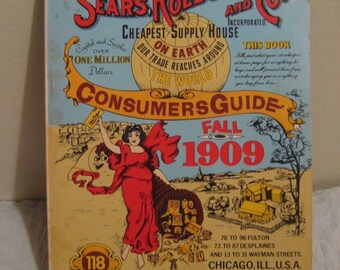 SEARS, ROEBUCK AND CO.
INCORPORATED
CHEAPEST SUPPLY HOUSE
ON EARTH
Capital and Surplus
OVER
ONE MILLION
Dollars
OUR TRADE REACHES AROUND
THE WORLD
THIS BOOK
CONSUMERS GUIDE
FALL
1909
78 TO 96 FULTON
73 TO 87 DESPLAINES
AND 13 TO 31 WAYMAN STREETS
CHICAGO, ILL., U.S.A.
118